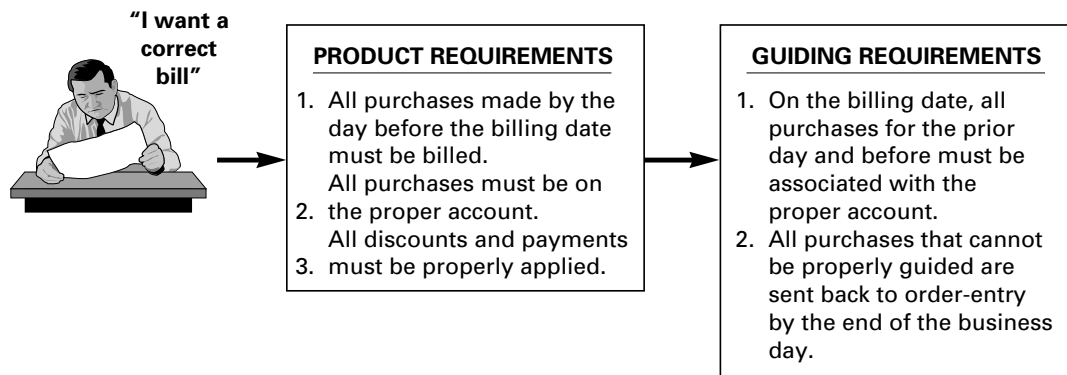 "I want a
correct
bill"
PRODUCT REQUIREMENTS
1. All purchases made by the
day before the billing date
must be billed.
All purchases must be on
2. the proper account.
All discounts and payments
3. must be properly applied.
GUIDING REQUIREMENTS
1. On the billing date, all
purchases for the prior
day and before must be
associated with the
proper account.
2. All purchases that cannot
be properly guided are
sent back to order-entry
by the end of the business
day.